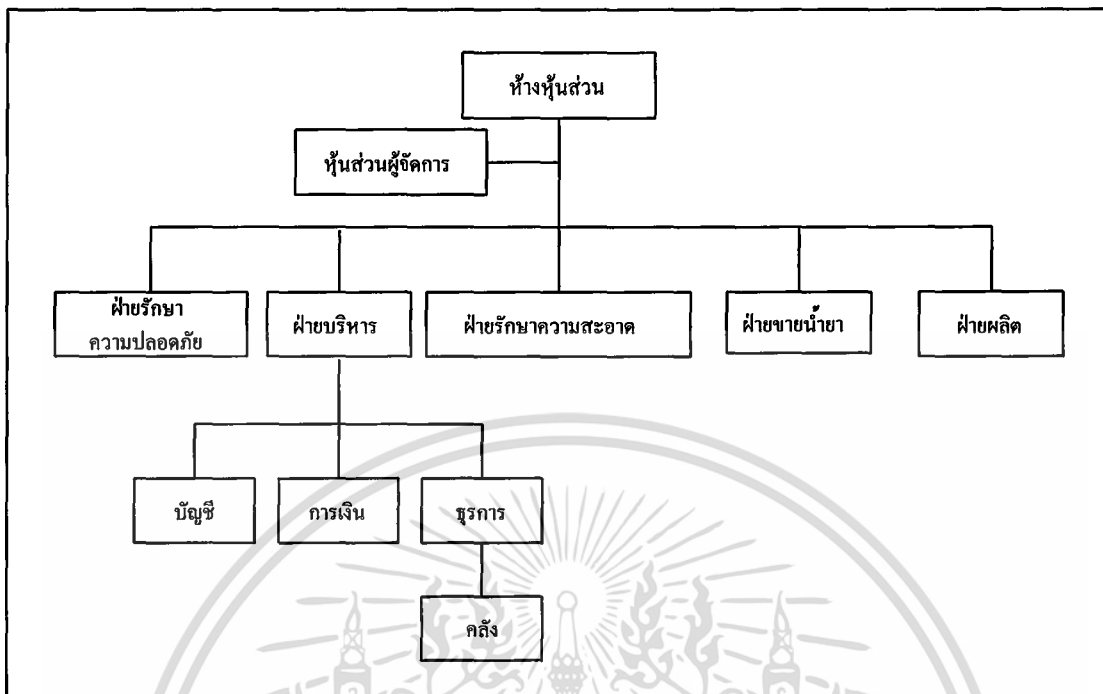 ห้างหุ้นส่วน
หุ้นส่วนผู้จัดการ
ฝ่ายรักษา
ความปลอดภัย
ฝ่ายบริหาร
ฝ่ายรักษาความสะอาด
ฝ่ายขายน้ำยา
ฝ่ายผลิต
บัญชี
การเงิน
ธุรการ
คลัง